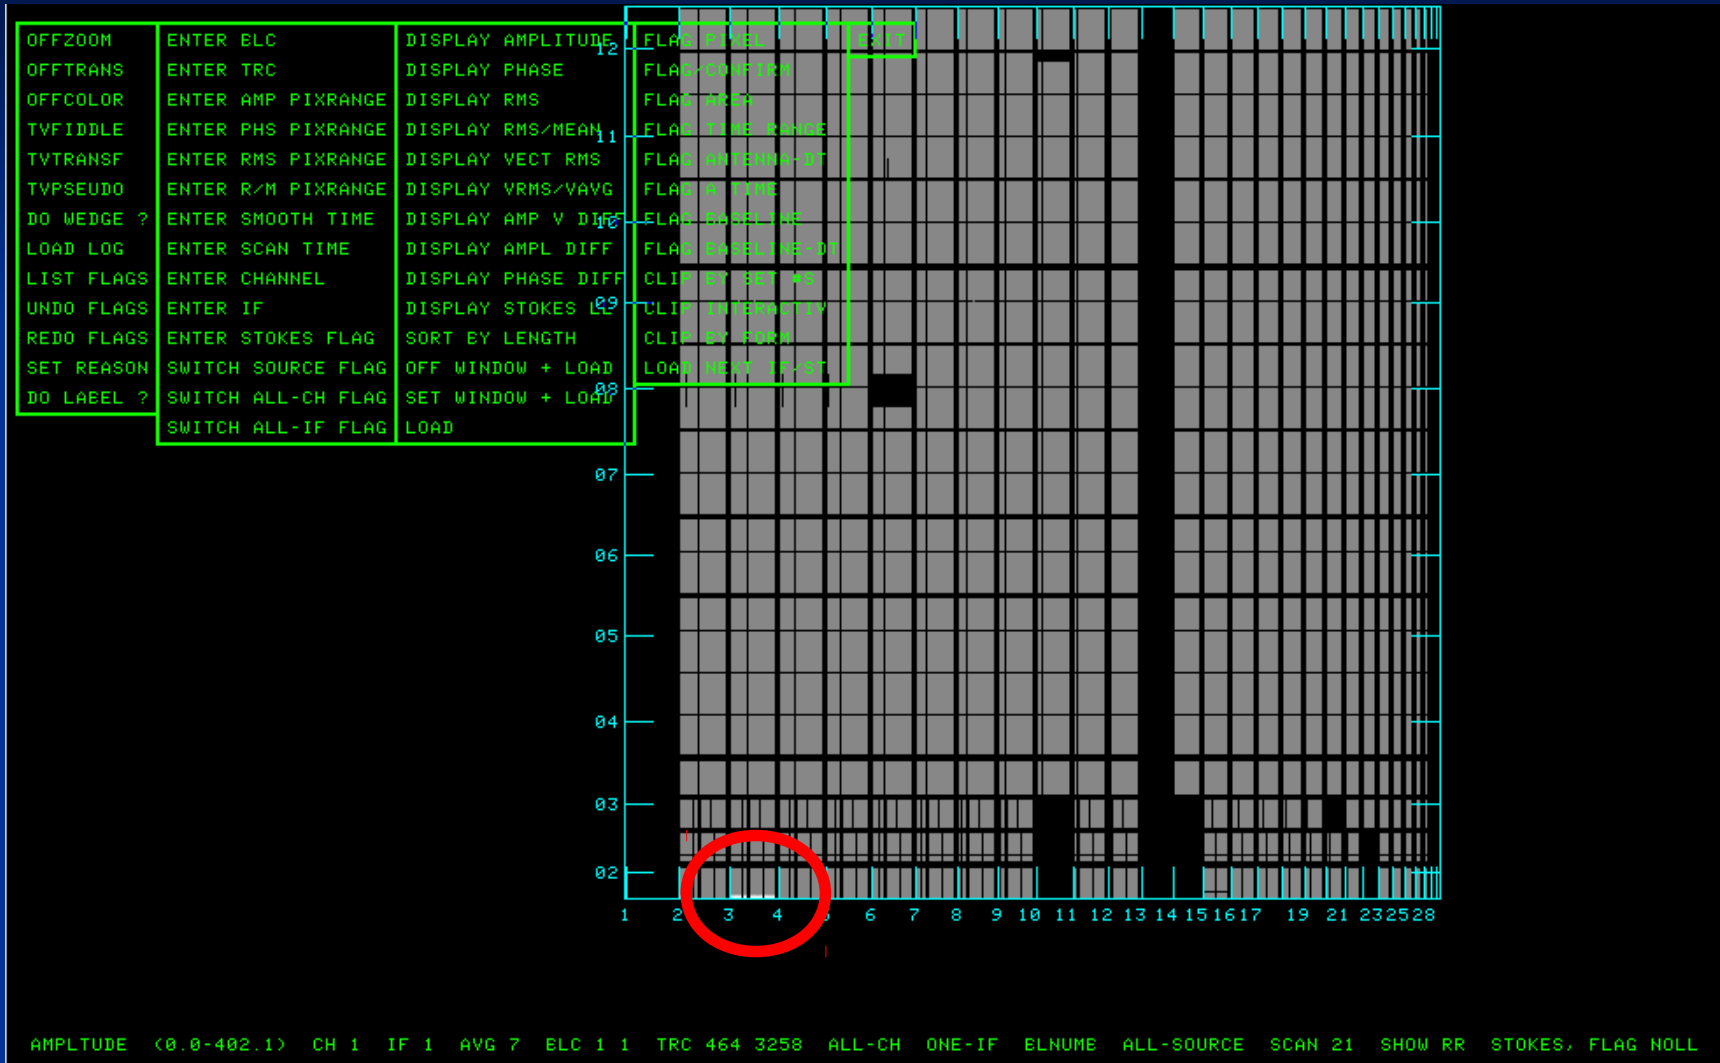 OFFZOOM
OFFTRANS
OFFCOLOR
TVFIDDLE
TVTRANSF
TVPSEUDO
DO WEDGE ?
LOAD LOG
LIST FLAGS
UNDO FLAGS
REDO FLAGS
SET REASON
DO LABEL ?
ENTER BLC
ENTER TRC
ENTER AMP PIXRANGE
ENTER PHS PIXRANGE
ENTER RMS PIXRANGE
ENTER R/M PIXRANGE
ENTER SMOOTH TIME
ENTER SCAN TIME
ENTER CHANNEL
ENTER IF
ENTER STOKES FLAG
SWITCH SOURCE FLAG
SWITCH ALL-CH FLAG
SWITCH ALL-IF FLAG
DISPLAY AMPLITUDE
DISPLAY PHASE
DISPLAY RMS
DISPLAY RMS/MEAN
DISPLAY VECT RMS
DISPLAY VRMS/VAVG
DISPLAY AMP V DIFF
DISPLAY AMPL DIFF
DISPLAY PHASE DIFF
DISPLAY STOKES LL
SORT BY LENGTH
OFF WINDOW + LOAD
SET WINDOW + LOAD
LOAD
FLAG PIXEL
FLAG/CONFIRM
FLAG AREA
FLAG TIME RANGE
FLAG ANTENNA-DT
FLAG A TIME
FLAG BASELINE
FLAG BASELINE-DT
CLIP BY SET #S
CLIP INTERACTIV
CLIP BY FORM
LOAD NEXT IF/ST
EXIT
12
11
10
09
08
07
06
05
04
03
02
1 2 3 4 5 6 7 8 9 10 11 12 13 14 15 16 17 19 21 23 25 28
AMPLTUDE (0.0-402.1) CH 1 IF 1 AVG 7 BLC 1 1 TRC 464 3258 ALL-CH ONE-IF BLNUMB ALL-SOURCE SCAN 21 SHOW RR STOKES, FLAG NOLL